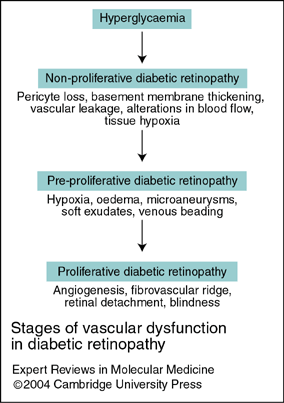 Hyperglycaemia
Non-proliferative diabetic retinopathy
Pericyte loss, basement membrane thickening,
vascular leakage, alterations in blood flow,
tissue hypoxia
Pre-proliferative diabetic retinopathy
Hypoxia, oedema, microaneurysms,
soft exudates, venous beading
Proliferative diabetic retinopathy
Angiogenesis, fibrovascular ridge,
retinal detachment, blindness
Stages of vascular dysfunction
in diabetic retinopathy
Expert Reviews in Molecular Medicine
©2004 Cambridge University Press